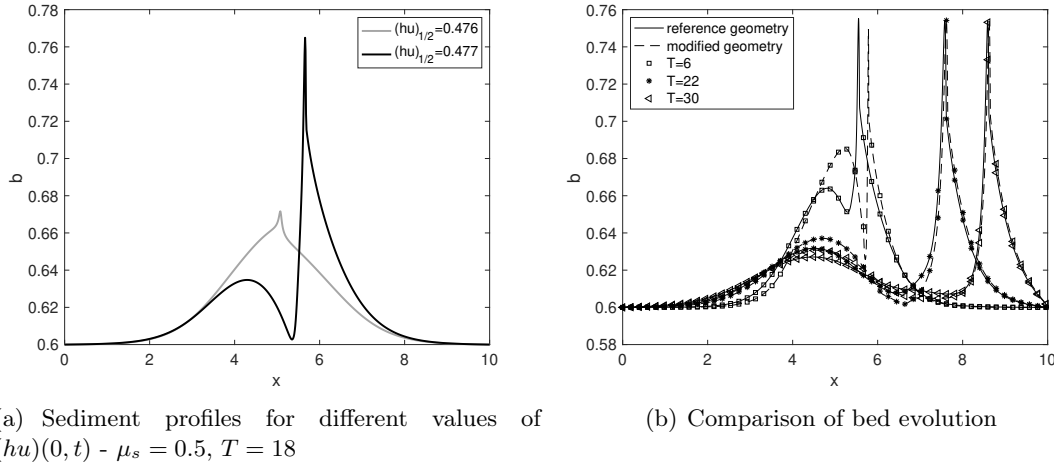 0.78
0.76
0.74
0.72
0.7
0.68
0.66
0.64
0.62
0.6
b
0 2 4 6 8 10
x
(hu)1/2=0.476
(hu)1/2=0.477
0.76
0.74
0.72
0.7
0.68
0.66
0.64
0.62
0.6
0.58
b
0 2 4 6 8 10
x
reference geometry
modified geometry
T=6
T=22
T=30
a) Sediment profiles for different values of
hu)(0, t) - μs = 0.5, T = 18
(b) Comparison of bed evolution